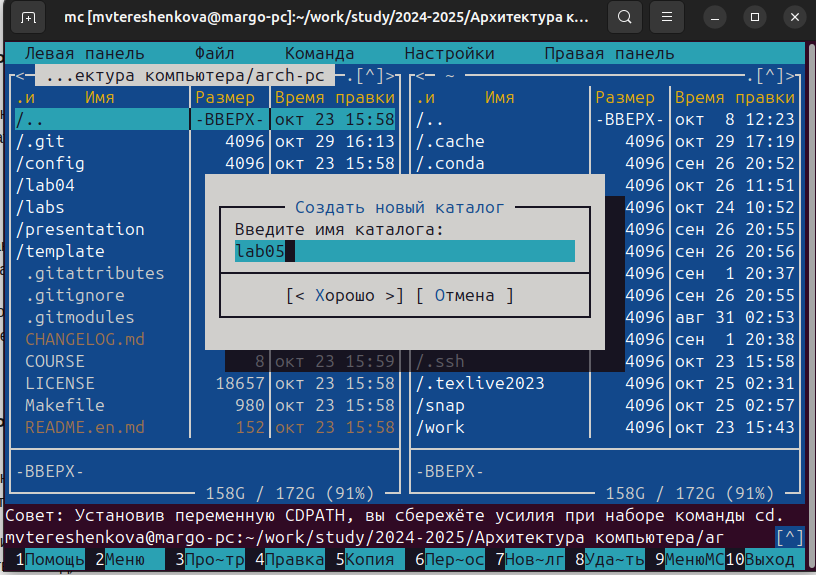 mc [mvtereshenkova@margo-pc]:~/work/study/2024-2025/Архитектура к...
Левая панель Файл Команда Настройки Правая панель
<— ...ектура компьютера/arch-pc —.[^]>
.и Имя Размер Время правки
/.. -ВВЕРХ- окт 23 15:58
/.git 4096 окт 29 16:13
/config 4096 окт 23 15:58
/lab04
/labs
/presentation
/template
.gitattributes
.gitignore
.gitmodules
CHANGELOG.md
COURSE 8 окт 23 15:59
LICENSE 18657 окт 23 15:58
Makefile 980 окт 23 15:58
README.en.md 152 окт 23 15:58
-ВВЕРХ-
158G / 172G (91%)
<— ~ —.[^]>
.и Имя Размер Время правки
/.. -ВВЕРХ- окт 8 12:23
/.cache 4096 окт 29 17:19
/.conda 4096 сен 26 20:52
4096 окт 26 11:51
4096 окт 24 10:52
4096 сен 26 20:55
4096 сен 26 20:56
4096 сен 1 20:37
4096 сен 26 20:55
4096 авг 31 02:53
4096 сен 1 20:38
/.ssh 4096 окт 23 15:58
/.texlive2023 4096 окт 25 02:31
/snap 4096 окт 25 02:57
/work 4096 окт 23 15:43
-ВВЕРХ-
158G / 172G (91%)
Создать новый каталог
Введите имя каталога:
lab05
[< Хорошо >] [ Отмена ]
Совет: Установив переменную CDPATH, вы сбережёте усилия при наборе команды cd.
mvtereshenkova@margo-pc:~/work/study/2024-2025/Архитектура компьютера/ar [^]
1Помощь 2Меню 3Про~тр 4Правка 5Копия 6Пер~ос 7Нов~лг 8Уда~ть 9МенюМС 10Выход